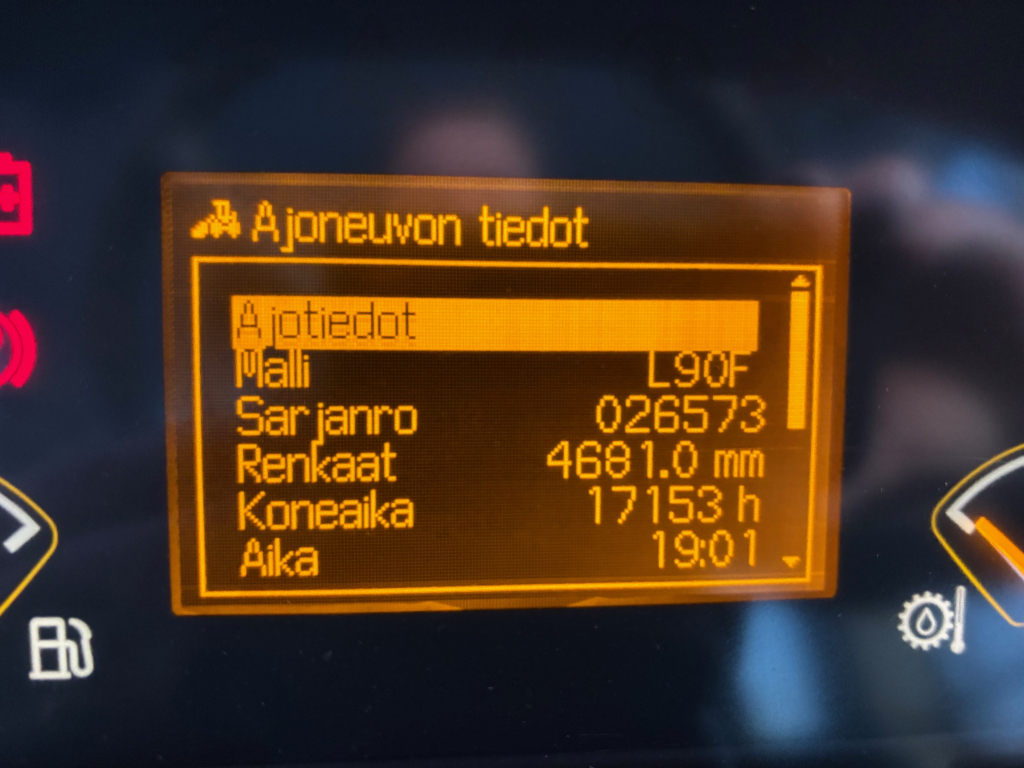 Ajoneuvon tiedot
Ajotiedot
Malli L90F
Sarjanro 026573
Renkaat 4681.0 mm
Koneaika 17153 h
Aika 19:01